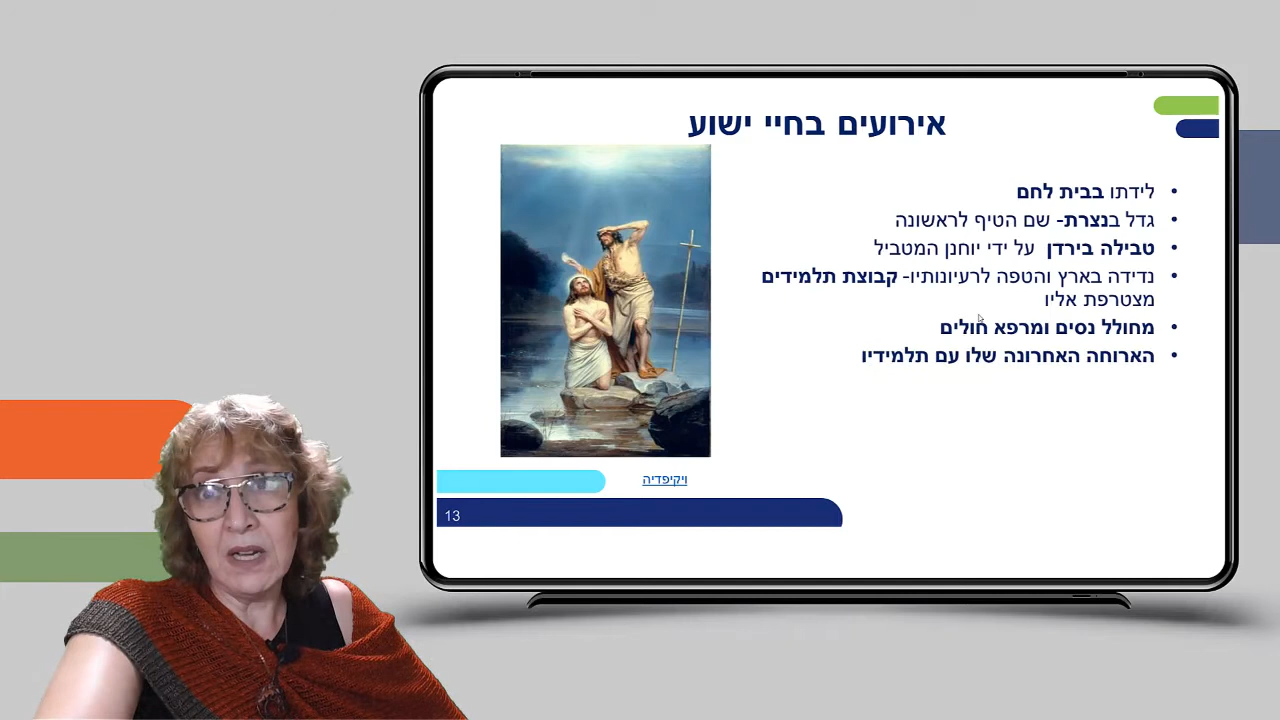 אירועים בחיי ישוע
• לידתו בבית לחם
• גדל בנצרת- שם הטיף לראשונה
• טבילה בירדן על ידי יוחנן המטביל
• נדידה בארץ והטפה לרעיונותיו- קבוצת תלמידים
מצטרפת אליו
• מחולל נסים ומרפא חולים
• הארוחה האחרונה שלו עם תלמידיו
ויקיפדיה
13